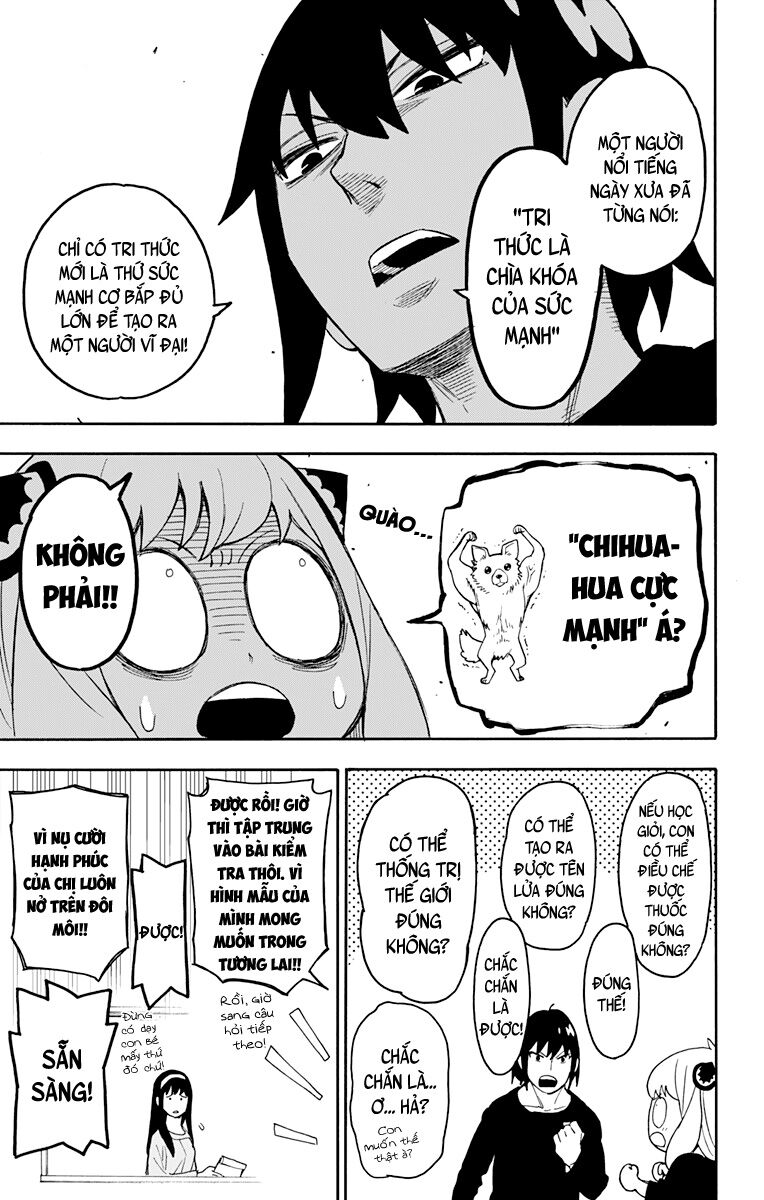 MỘT NGƯỜI
NỔI TIẾNG
NGÀY XƯA ĐÃ
TỪNG NÓI:
"TRI
THỨC LÀ
CHÌA KHÓA
CỦA SỨC
MẠNH"
CHỈ CÓ TRI THỨC
MỚI LÀ THỨ SỨC
MẠNH CƠ BẮP ĐỦ
LỚN ĐỂ TẠO RA
MỘT NGƯỜI VĨ ĐẠI!
"CHIHUA-
HUA CỰC
MẠNH" Á?
QUÀO...
KHÔNG
PHẢI!!
NẾU HỌC
GIỎI, CON
CÓ THỂ
ĐIỀU CHẾ
ĐƯỢC
THUỐC
ĐÚNG
KHÔNG?
ĐÚNG
THẾ!
CÓ THỂ
TẠO RA
ĐƯỢC TÊN
LỬA ĐÚNG
KHÔNG?
CHẮC
CHẮN
LÀ
ĐƯỢC!
CÓ THỂ
THỐNG TRỊ
THẾ GIỚI
ĐÚNG
KHÔNG?
CHẮC
CHẮN LÀ...
Ơ... HẢ?
Con
muốn thế
thật à?
ĐƯỢC RỒI! GIỜ
THÌ TẬP TRUNG
VÀO BÀI KIỂM
TRA THÔI. VÌ
HÌNH MẪU CỦA
MÌNH MONG
MUỐN TRONG
TƯƠNG LAI!!
Rồi, giờ
sang câu
hỏi tiếp
theo!
ĐƯỢC!
VÌ NỤ CƯỜI
HẠNH PHÚC
CỦA CHỊ LUÔN
NỞ TRÊN ĐÔI
MÔI!!
Đừng
có dạy
con bé
mấy thứ
đó chứ!
SẴN
SÀNG!